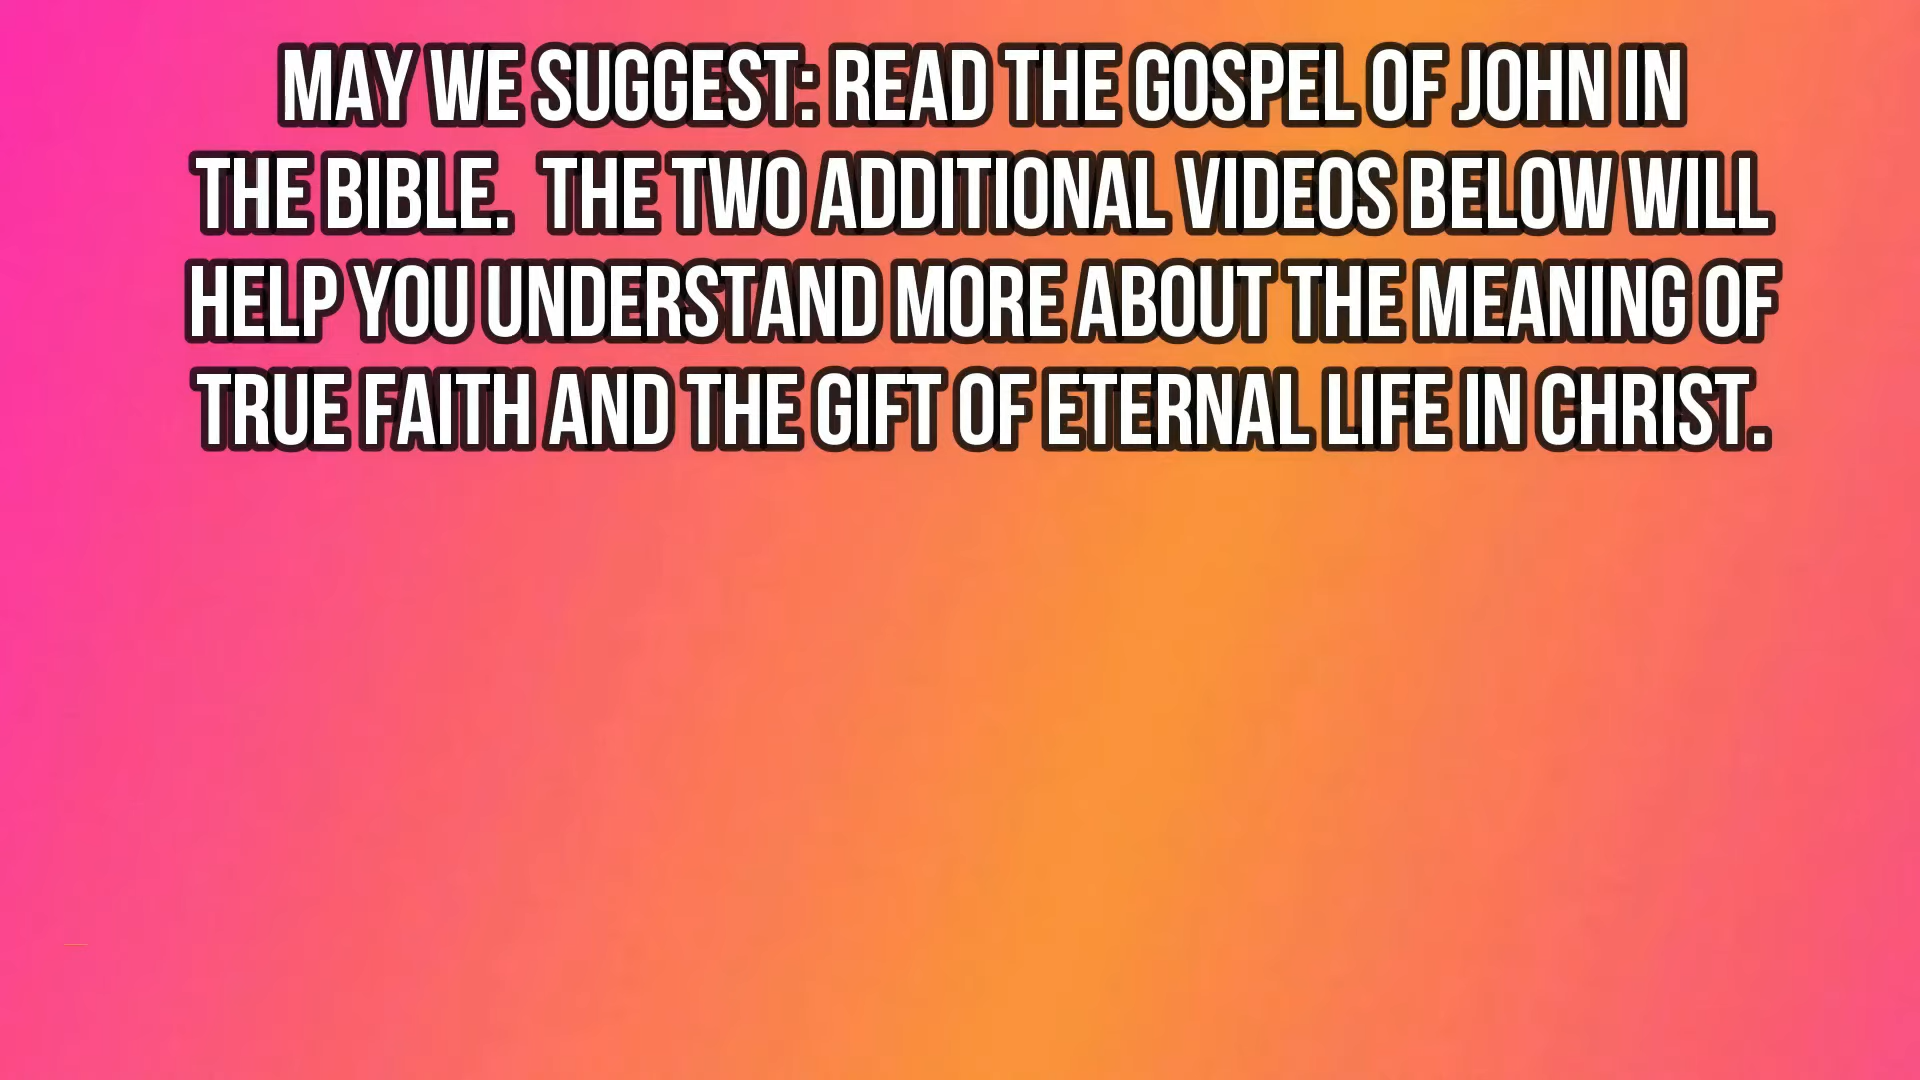 MAY WE SUGGEST: READ THE GOSPEL OF JOHN IN
THE BIBLE.  THE TWO ADDITIONAL VIDEOS BELOW WILL
HELP YOU UNDERSTAND MORE ABOUT THE MEANING OF
TRUE FAITH AND THE GIFT OF ETERNAL LIFE IN CHRIST.